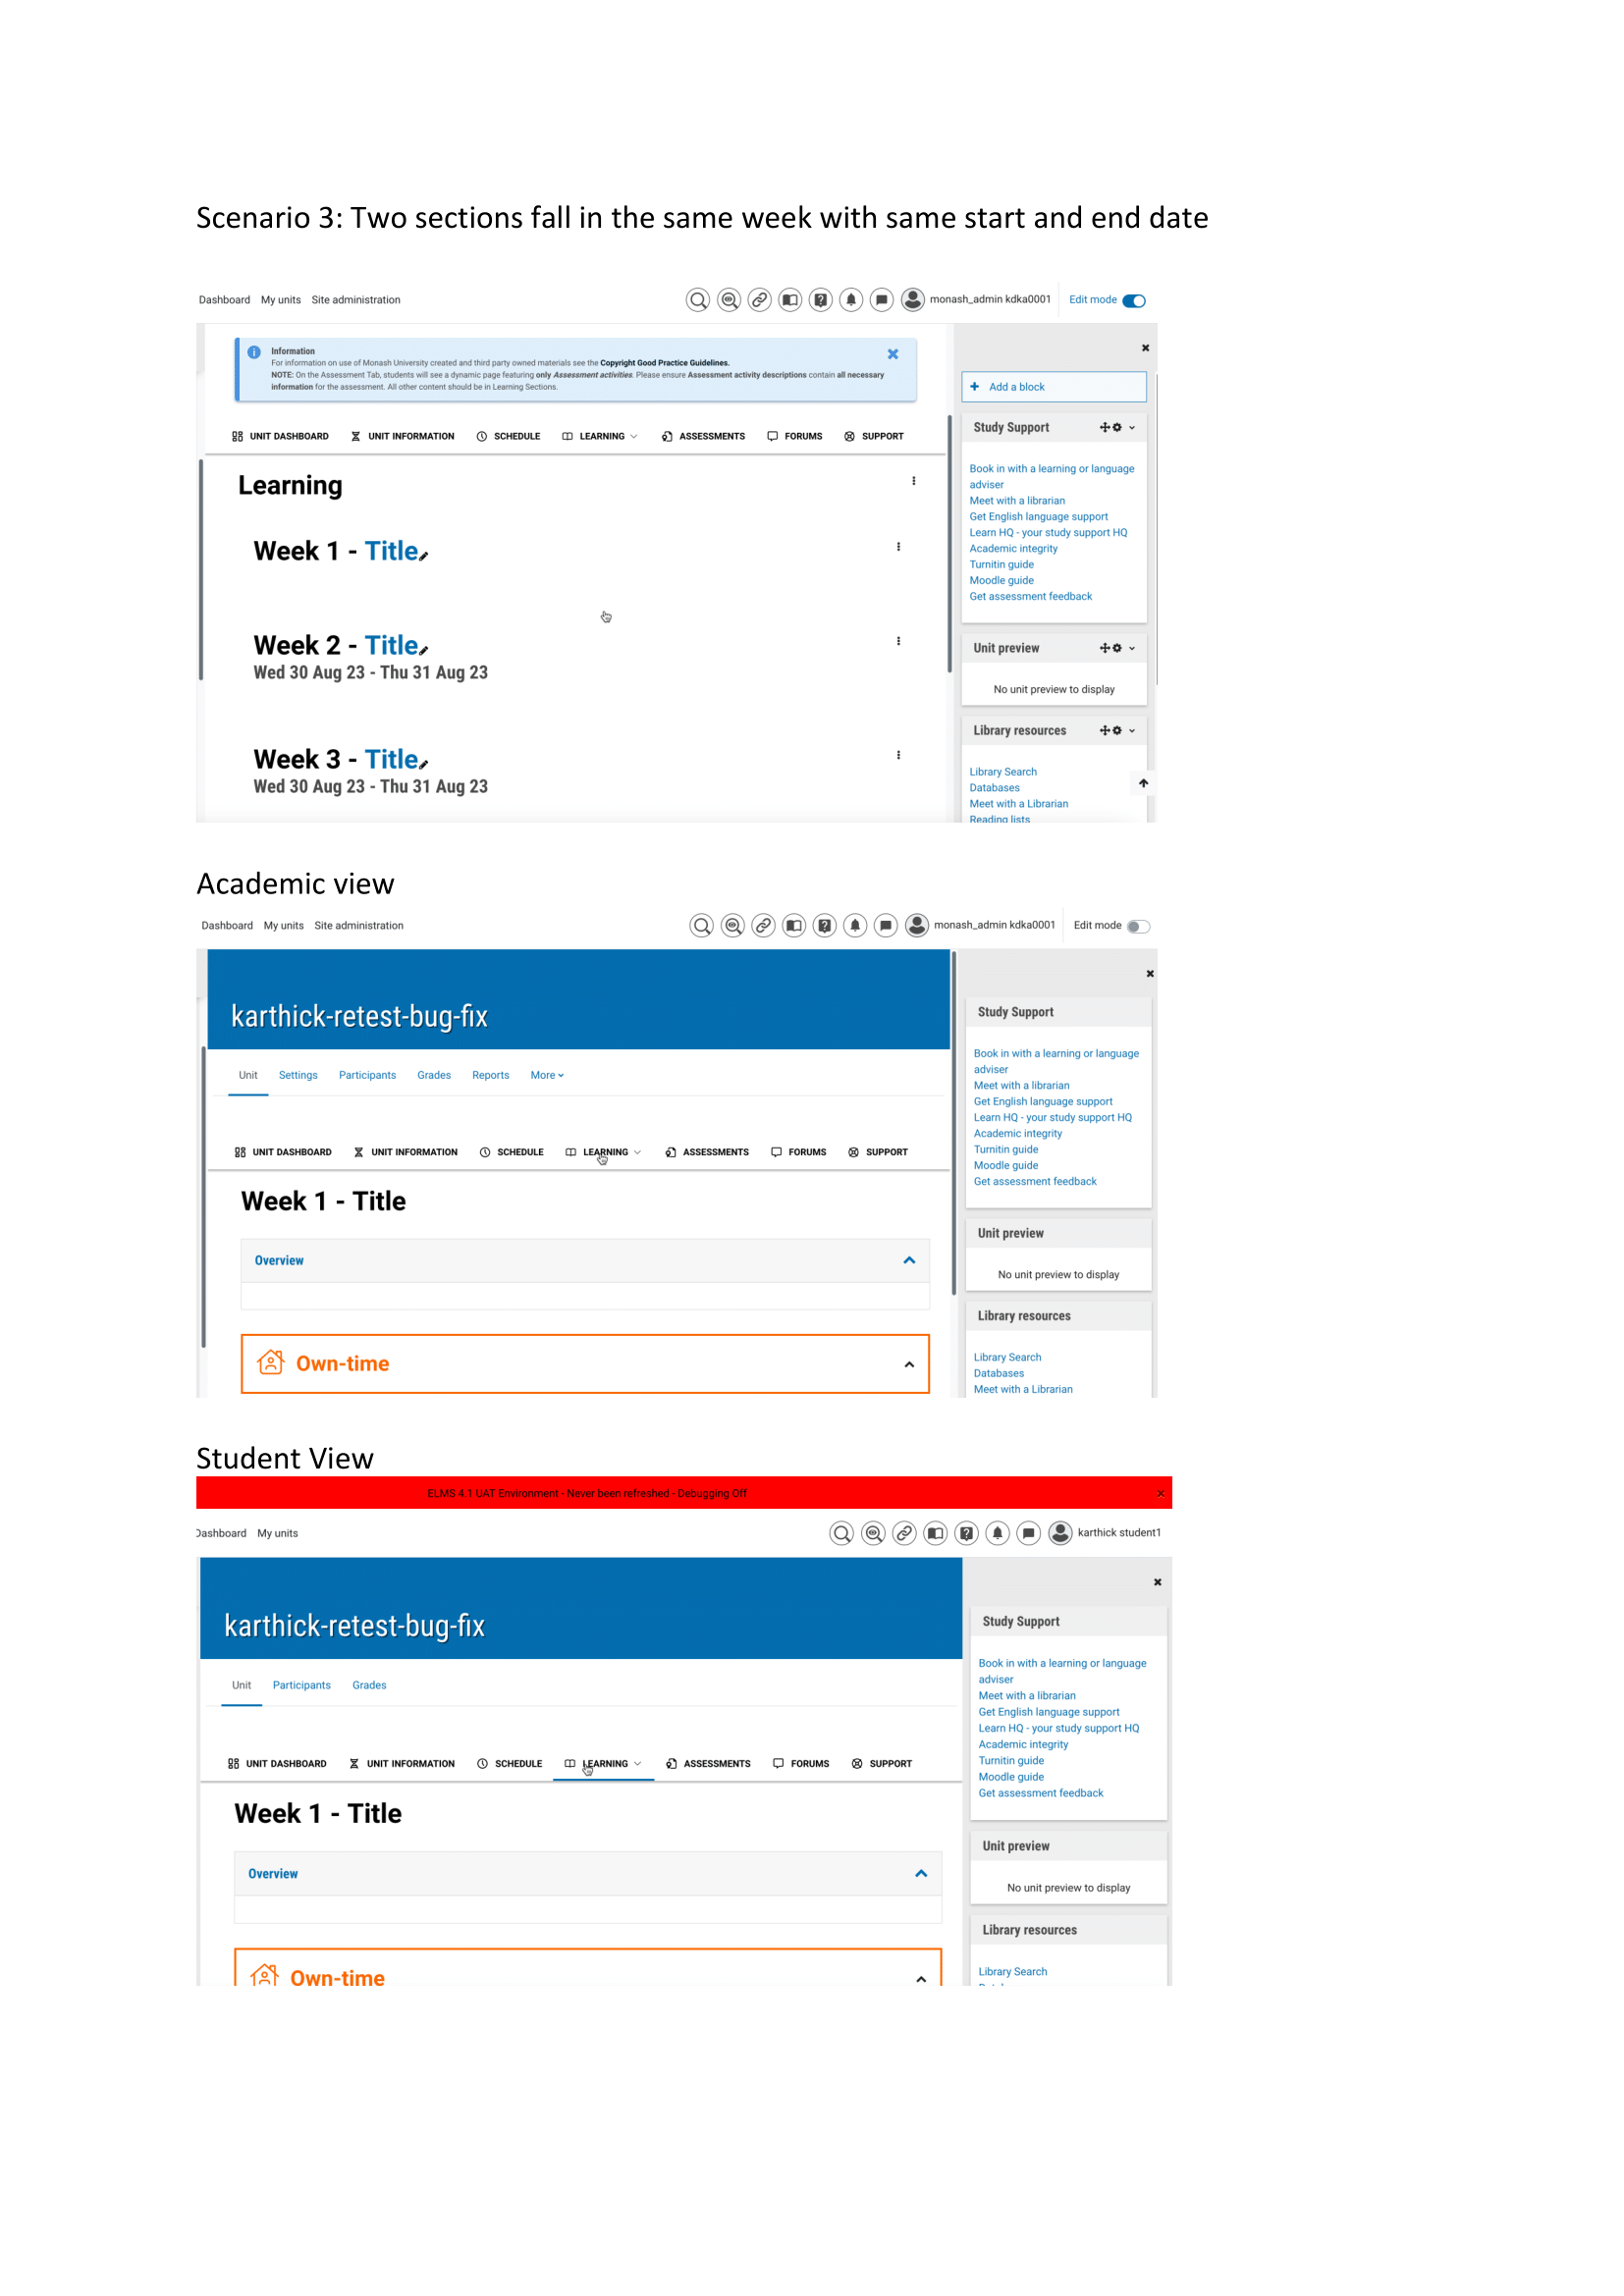 Scenario 3: Two sections fall in the same week with same start and end date
Dashboard My units Site administration monash_admin kdka0001 Edit mode
Information
For information on use of Monash University created and third party owned materials see the Copyright Good Practice Guidelines.
NOTE: On the Assessment Tab, students will see a dynamic page featuring only Assessment activities. Please ensure Assessment activity descriptions contain all necessary
information for the assessment. All other content should be in Learning Sections.
UNIT DASHBOARD UNIT INFORMATION SCHEDULE LEARNING ASSESSMENTS FORUMS SUPPORT
Learning
Week 1 - Title
Week 2 - Title
Wed 30 Aug 23 - Thu 31 Aug 23
Week 3 - Title
Wed 30 Aug 23 - Thu 31 Aug 23
+ Add a block
Study Support
Book in with a learning or language
adviser
Meet with a librarian
Get English language support
Learn HQ - your study support HQ
Academic integrity
Turnitin guide
Moodle guide
Get assessment feedback
Unit preview
No unit preview to display
Library resources
Library Search
Databases
Meet with a Librarian
Reading lists
Academic view
Dashboard My units Site administration monash_admin kdka0001 Edit mode
karthick-retest-bug-fix
Unit Settings Participants Grades Reports More
UNIT DASHBOARD UNIT INFORMATION SCHEDULE LEARNING ASSESSMENTS FORUMS SUPPORT
Week 1 - Title
Overview
Own-time
Study Support
Book in with a learning or language
adviser
Meet with a librarian
Get English language support
Learn HQ - your study support HQ
Academic integrity
Turnitin guide
Moodle guide
Get assessment feedback
Unit preview
No unit preview to display
Library resources
Library Search
Databases
Meet with a Librarian
Student View
ELMS 4.1 UAT Environment - Never been refreshed - Debugging Off
Dashboard My units karthick student1
karthick-retest-bug-fix
Unit Participants Grades
UNIT DASHBOARD UNIT INFORMATION SCHEDULE LEARNING ASSESSMENTS FORUMS SUPPORT
Week 1 - Title
Overview
Own-time
Study Support
Book in with a learning or language
adviser
Meet with a librarian
Get English language support
Learn HQ - your study support HQ
Academic integrity
Turnitin guide
Moodle guide
Get assessment feedback
Unit preview
No unit preview to display
Library resources
Library Search